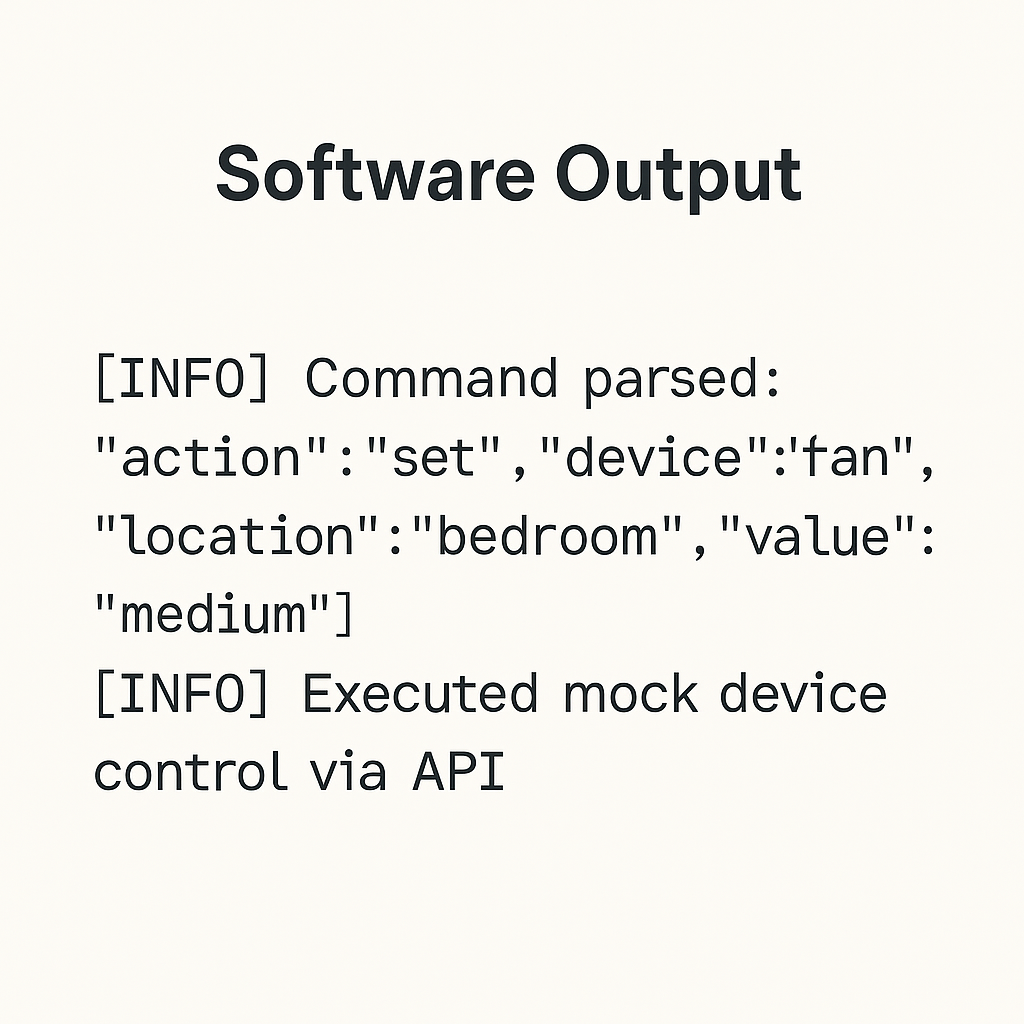 Software Output
[INFO] Command parsed:
"action":"set","device":'fan",
"location":"bedroom","value":
"medium"]
[INFO] Executed mock device
control via API